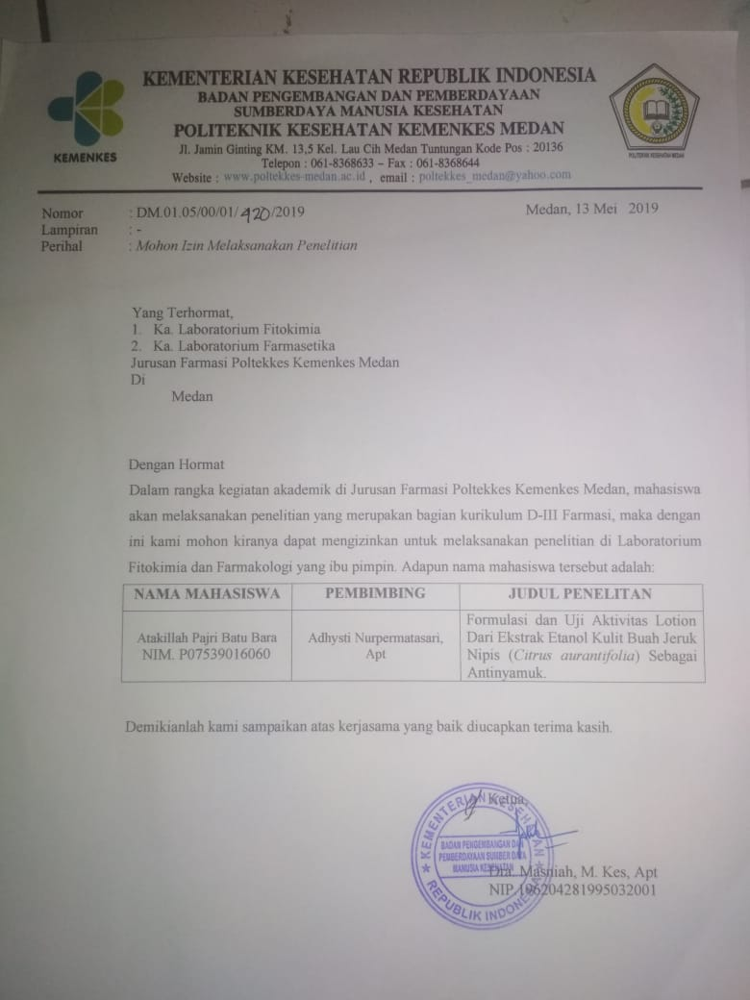 KEMENKES
KEMENTERIAN KESEHATAN REPUBLIK INDONESIA
BADAN PENGEMBANGAN DAN PEMBERDAYAAN
SUMBERDAYA MANUSIA KESEHATAN
POLITEKNIK KESEHATAN KEMENKES MEDAN
Jl. Jamin Ginting KM. 13,5 Kel. Lau Cih Medan Tuntungan Kode Pos : 20136
Telepon : 061-8368633 – Fax : 061-8368644
Website : www.poltekkes-medan.ac.id , email : poltekkes_medan@yahoo.com
POLITEKNIK KESEHATAN MEDAN
Nomor : DM.01.05/00/01/420/2019 Medan, 13 Mei 2019
Lampiran : -
Perihal : Mohon Izin Melaksanakan Penelitian
Yang Terhormat,
1. Ka. Laboratorium Fitokimia
2. Ka. Laboratorium Farmasetika
Jurusan Farmasi Poltekkes Kemenkes Medan
Di
Medan
Dengan Hormat
Dalam rangka kegiatan akademik di Jurusan Farmasi Poltekkes Kemenkes Medan, mahasiswa
akan melaksanakan penelitian yang merupakan bagian kurikulum D-III Farmasi, maka dengan
ini kami mohon kiranya dapat mengizinkan untuk melaksanakan penelitian di Laboratorium
Fitokimia dan Farmakologi yang ibu pimpin. Adapun nama mahasiswa tersebut adalah:
NAMA MAHASISWA PEMBIMBING JUDUL PENELITAN
Atakillah Pajri Batu Bara
NIM. P07539016060
Adhysti Nurpermatasari,
Apt
Formulasi dan Uji Aktivitas Lotion
Dari Ekstrak Etanol Kulit Buah Jeruk
Nipis (Citrus aurantifolia) Sebagai
Antinyamuk.
Demikianlah kami sampaikan atas kerjasama yang baik diucapkan terima kasih.
Ketua,
KEMENTERIAN KESEHATAN
BADAN PENGEMBANGAN DAN
PEMBERDAYAAN SUMBER DAYA
MANUSIA KESEHATAN
REPUBLIK INDONESIA
Dra. Masniah, M. Kes, Apt
NIP.196204281995032001